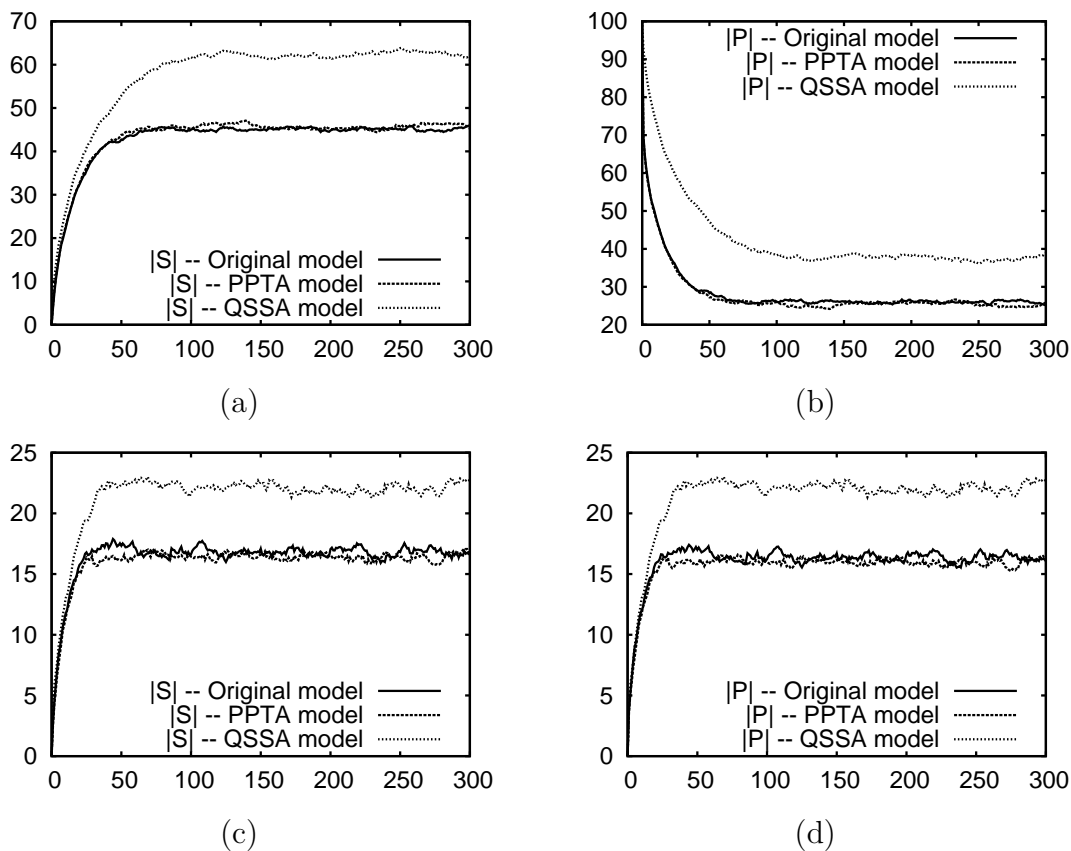 70
60
50
40
30
20
10
0
|S| -- Original model
|S| -- PPTA model
|S| -- QSSA model
0 50 100 150 200 250 300
(a)
100
90
80
70
60
50
40
30
20
|P| -- Original model
|P| -- PPTA model
|P| -- QSSA model
0 50 100 150 200 250 300
(b)
25
20
15
10
5
0
|S| -- Original model
|S| -- PPTA model
|S| -- QSSA model
0 50 100 150 200 250 300
(c)
25
20
15
10
5
0
|P| -- Original model
|P| -- PPTA model
|P| -- QSSA model
0 50 100 150 200 250 300
(d)